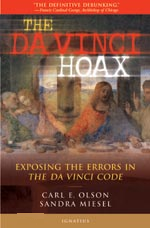 "THE DEFINITIVE DEBUNKING."
—Francis Cardinal George, Archbishop of Chicago
THE
DA VINCI
HOAX
EXPOSING THE ERRORS IN
THE DA VINCI CODE
CARL E. OLSON
SANDRA MIESEL
IGNATIUS